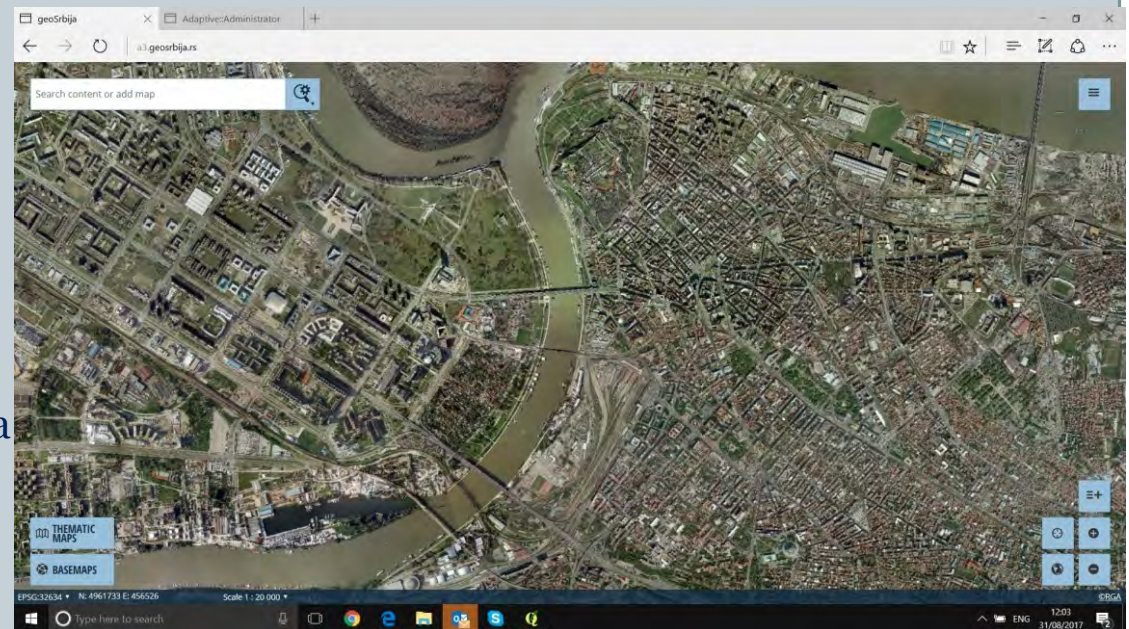 geoSrbija
Adaptive::Administrator
a3.geosrbija.rs
Search content or add map
a
THEMATIC MAPS
BASEMAPS
EPSG:32634 N: 4961733 E: 456526 Scale 1 : 20 000 ©RGA
Type here to search
ENG
12:03
31/08/2017